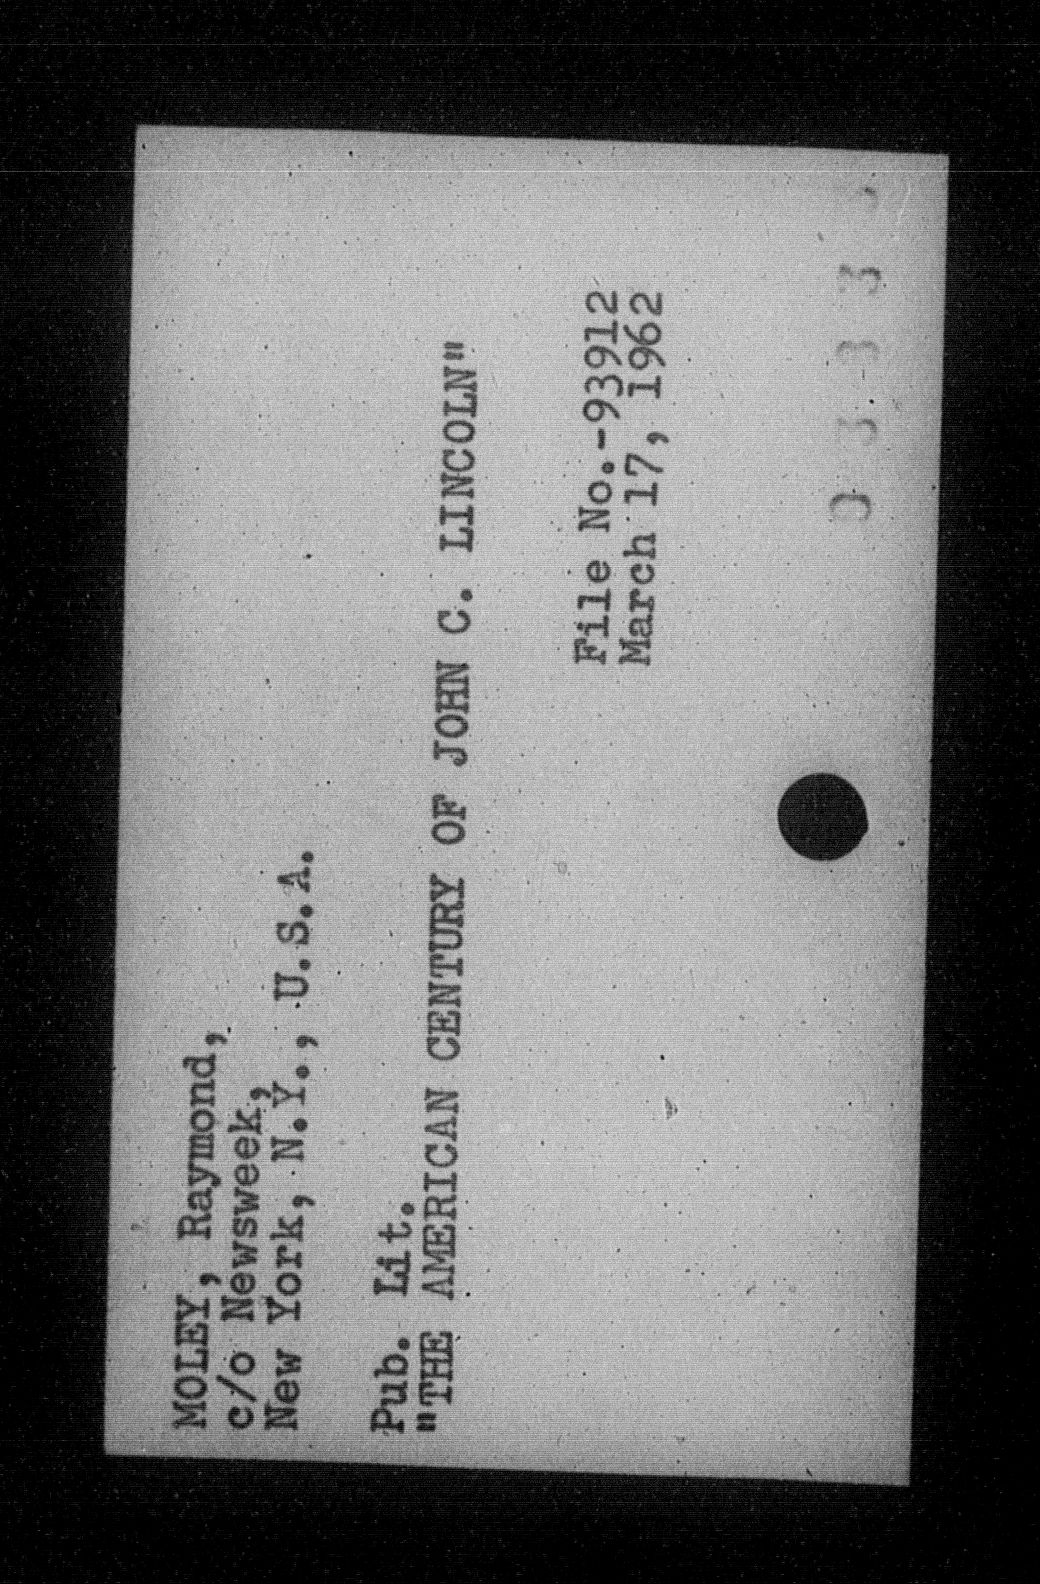 MOLEY, Raymond,
c/o Newsweek,
New York, N.Y., U.S.A.
Pub. Lit.
"THE AMERICAN CENTURY OF JOHN C. LINCOLN"
File No.-93912
March 17, 1962